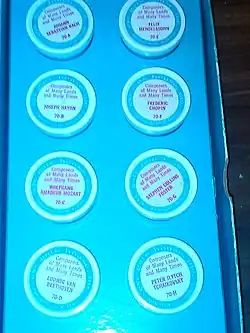 Composers
of Many Lands
and Many Times
JOHANN
SEBASTIAN BACH
70-A
Composers
of Many Lands
and Many Times
FELIX
MENDELSSOHN
70-E
Composers
of Many Lands
and Many Times
JOSEPH HAYDN
70-B
Composers
of Many Lands
and Many Times
FREDERIC
CHOPIN
70-F
Composers
of Many Lands
and Many Times
WOLFGANG
AMADEUS MOZART
70-C
Composers
of Many Lands
and Many Times
STEPHEN COLLINS
FOSTER
70-G
Composers
of Many Lands
and Many Times
LUDWIG VAN
BEETHOVEN
70-D
Composers
of Many Lands
and Many Times
PETER ILYTCH
TCHAIKOVSKY
70-H